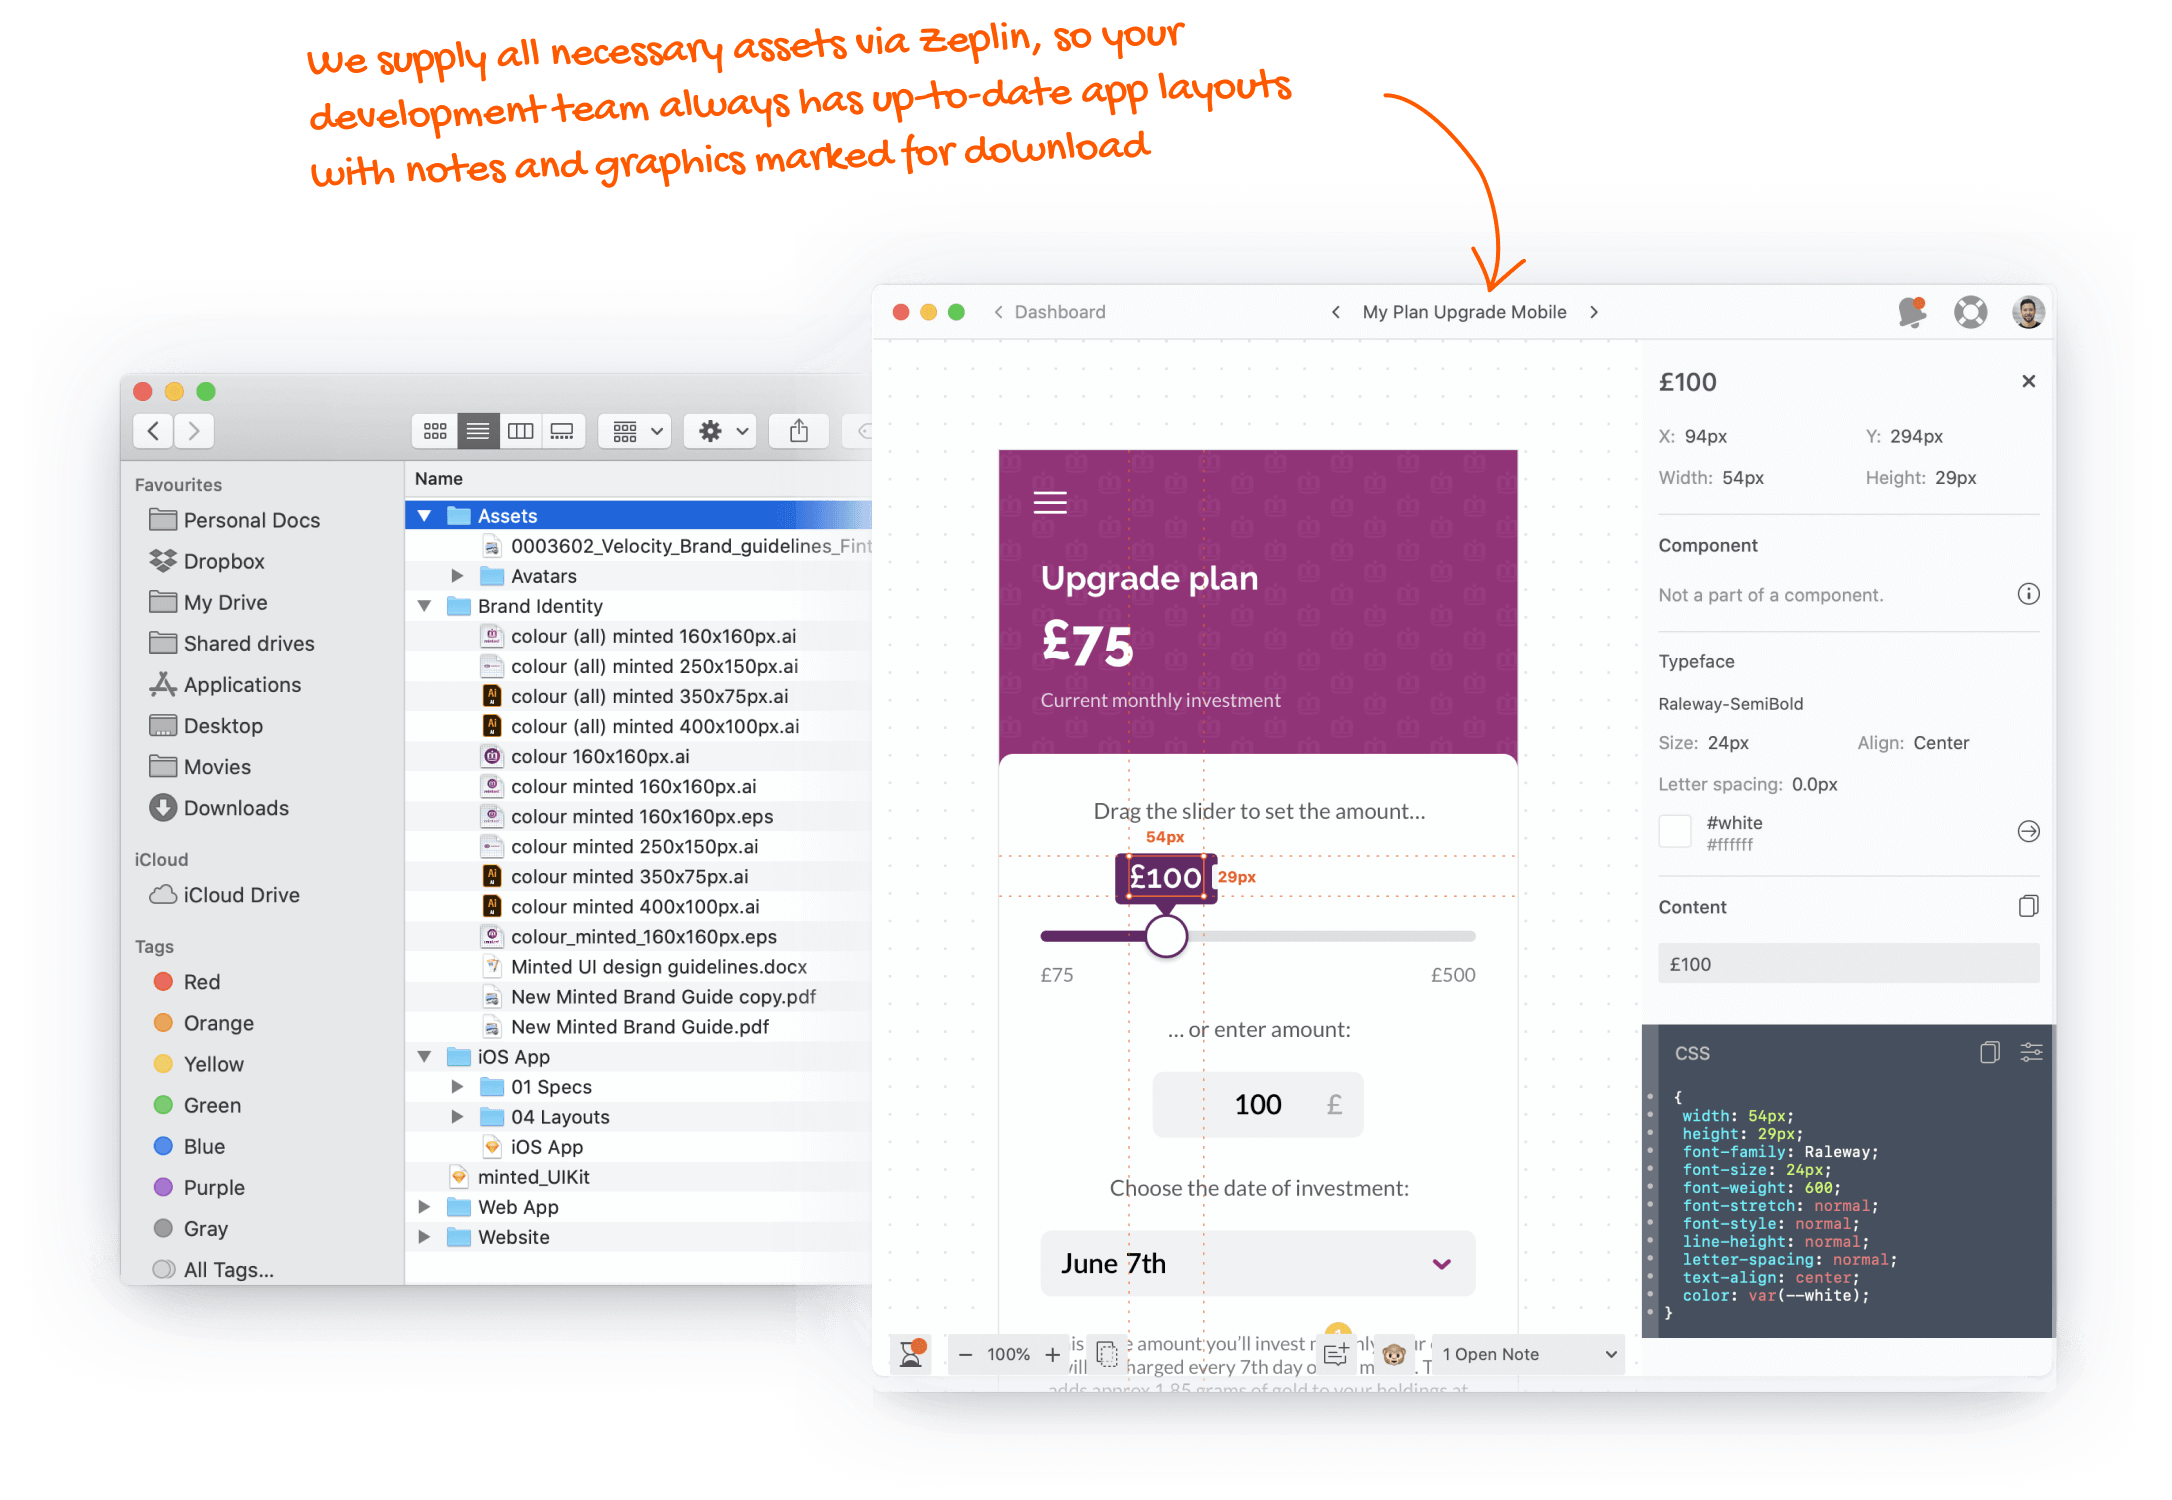 We supply all necessary assets via Zeplin, so your
development team always has up-to-date app layouts
with notes and graphics marked for download
Name
Favourites
Personal Docs
Dropbox
My Drive
Shared drives
Applications
Desktop
Movies
Downloads
iCloud
iCloud Drive
Tags
Red
Orange
Yellow
Green
Blue
Purple
Gray
All Tags...
Assets
0003602_Velocity_Brand_guidelines_Fint
Avatars
Brand Identity
colour (all) minted 160x160px.ai
colour (all) minted 250x150px.ai
colour (all) minted 350x75px.ai
colour (all) minted 400x100px.ai
colour 160x160px.ai
colour minted 160x160px.ai
colour minted 160x160px.eps
colour minted 250x150px.ai
colour minted 350x75px.ai
colour minted 400x100px.ai
colour_minted_160x160px.eps
Minted UI design guidelines.docx
New Minted Brand Guide copy.pdf
New Minted Brand Guide.pdf
iOS App
01 Specs
04 Layouts
iOS App
minted_UIKit
Web App
Website
Dashboard
My Plan Upgrade Mobile
Upgrade plan
£75
Current monthly investment
Drag the slider to set the amount...
54px
£100
29px
£75
£500
... or enter amount:
100 £
Choose the date of investment:
June 7th
amount you'll invest
every 7th day
adds approx 1.85 grams of gold to your holdings at
100%
1 Open Note
£100
X: 94px
Y: 294px
Width: 54px
Height: 29px
Component
Not a part of a component.
Typeface
Raleway-SemiBold
Size: 24px
Align: Center
Letter spacing: 0.0px
#white
#ffffff
Content
£100
CSS
{
width: 54px;
height: 29px;
font-family: Raleway;
font-size: 24px;
font-weight: 600;
font-stretch: normal;
font-style: normal;
line-height: normal;
letter-spacing: normal;
text-align: center;
color: var(--white);
}